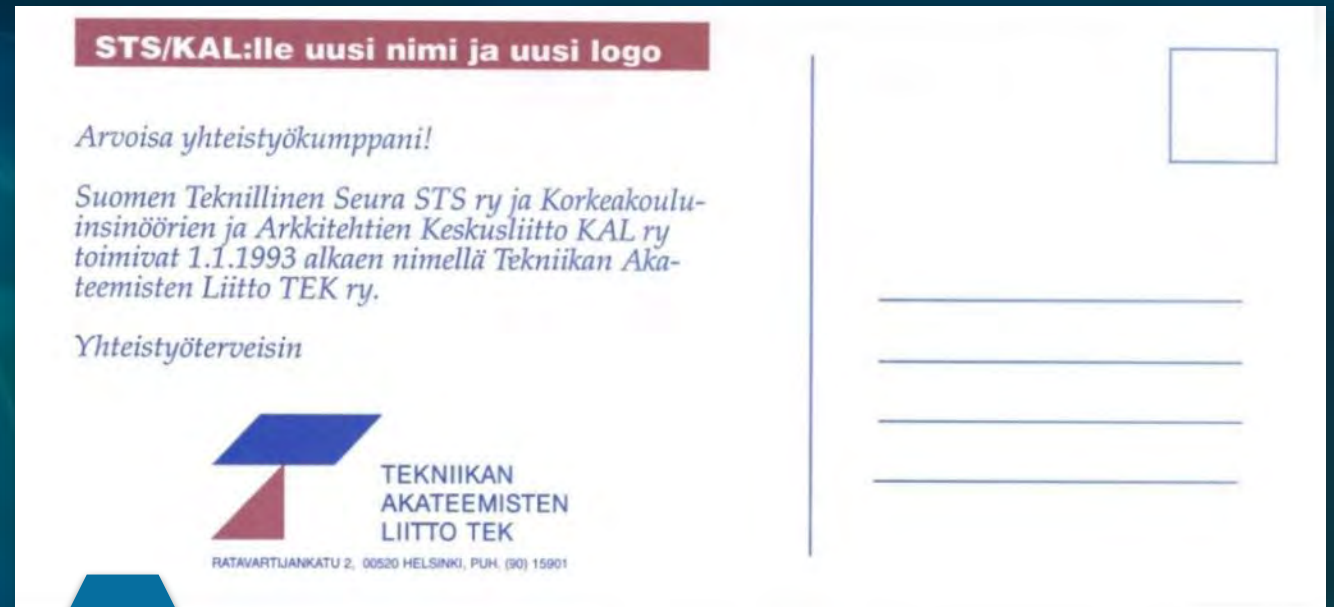 STS/KAL:lle uusi nimi ja uusi logo
Arvoisa yhteistyökumppani!
Suomen Teknillinen Seura STS ry ja Korkeakoulu-
insinöörien ja Arkkitehtien Keskusliitto KAL ry
toimivat 1.1.1993 alkaen nimellä Tekniikan Aka-
teemisten Liitto TEK ry.
Yhteistyöterveisin
TEKNIIKAN
AKATEEMISTEN
LIITTO TEK
RATAVARTIJANKATU 2, 00520 HELSINKI, PUH. (90) 15901